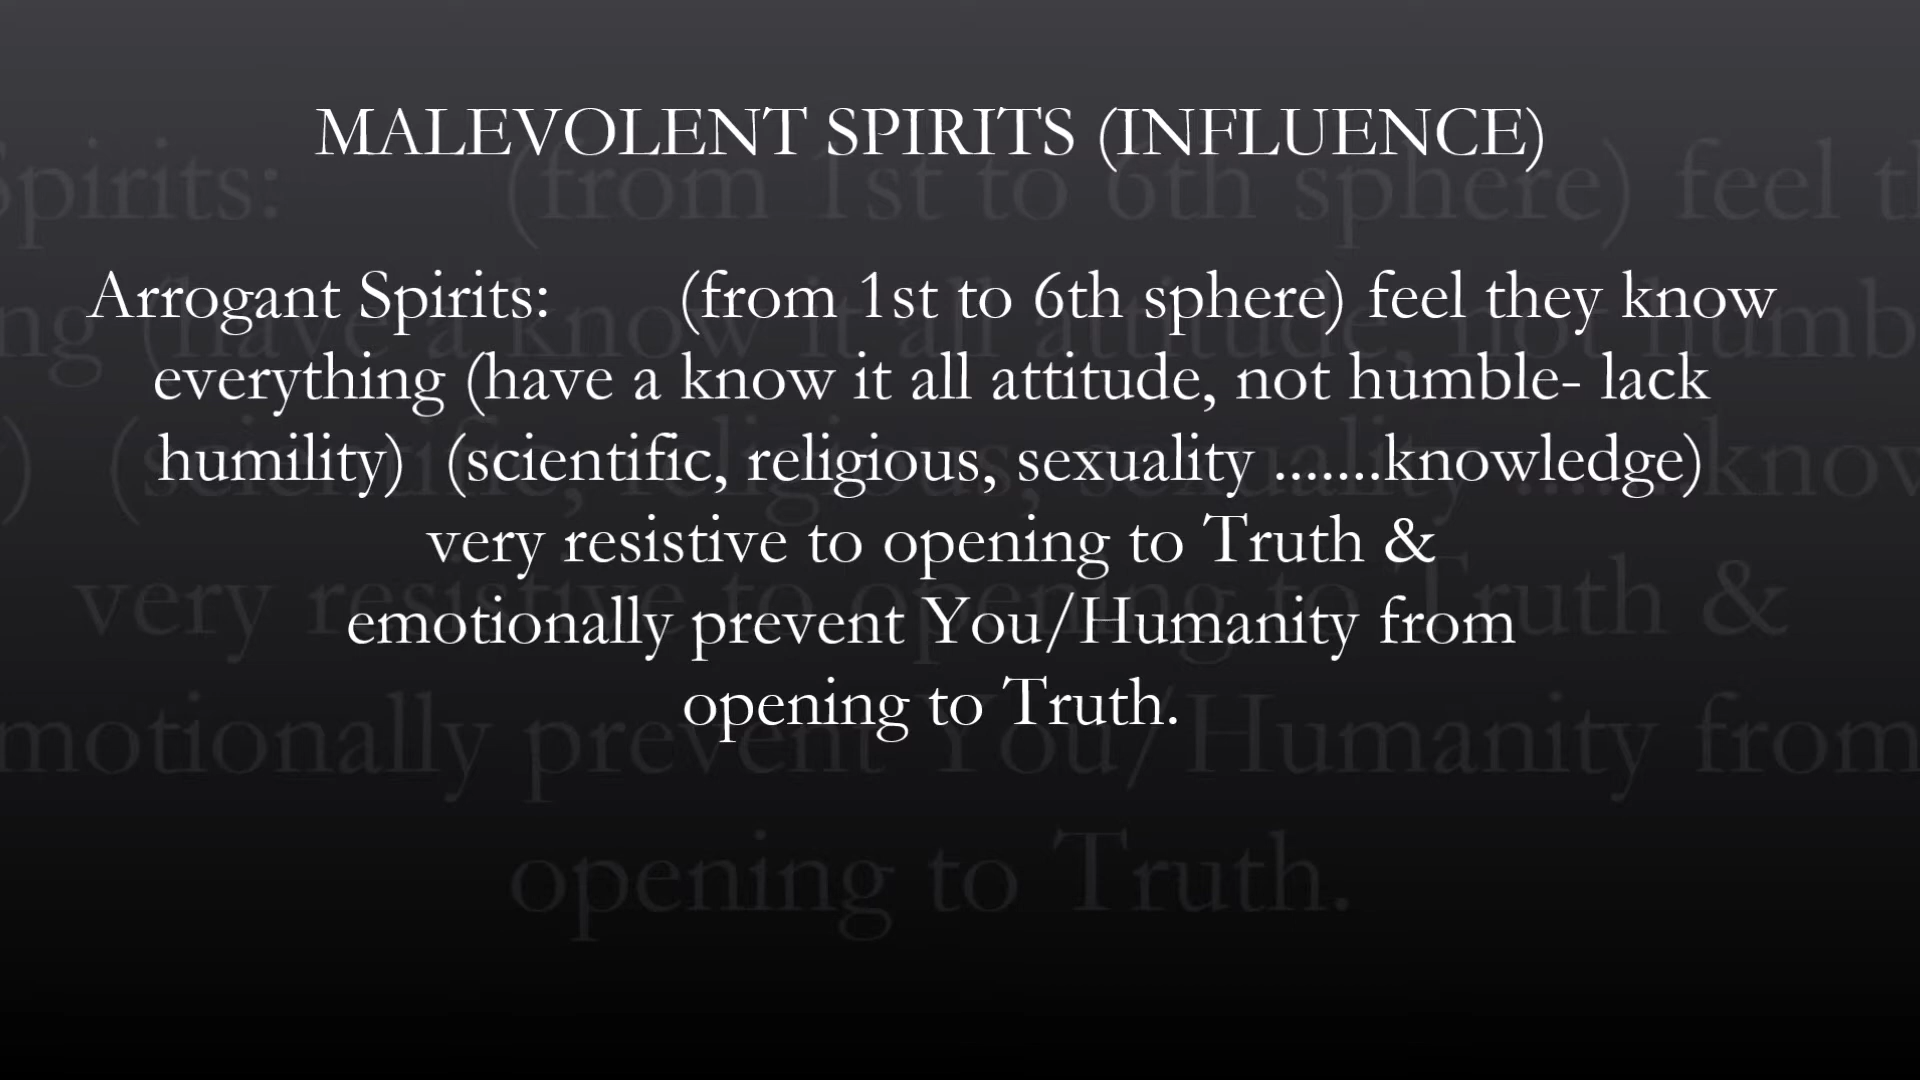 MALEVOLENT SPIRITS (INFLUENCE)
Arrogant Spirits: (from 1st to 6th sphere) feel they know
everything (have a know it all attitude, not humble- lack
humility) (scientific, religious, sexuality .......knowledge)
very resistive to opening to Truth &
emotionally prevent You/Humanity from
opening to Truth.